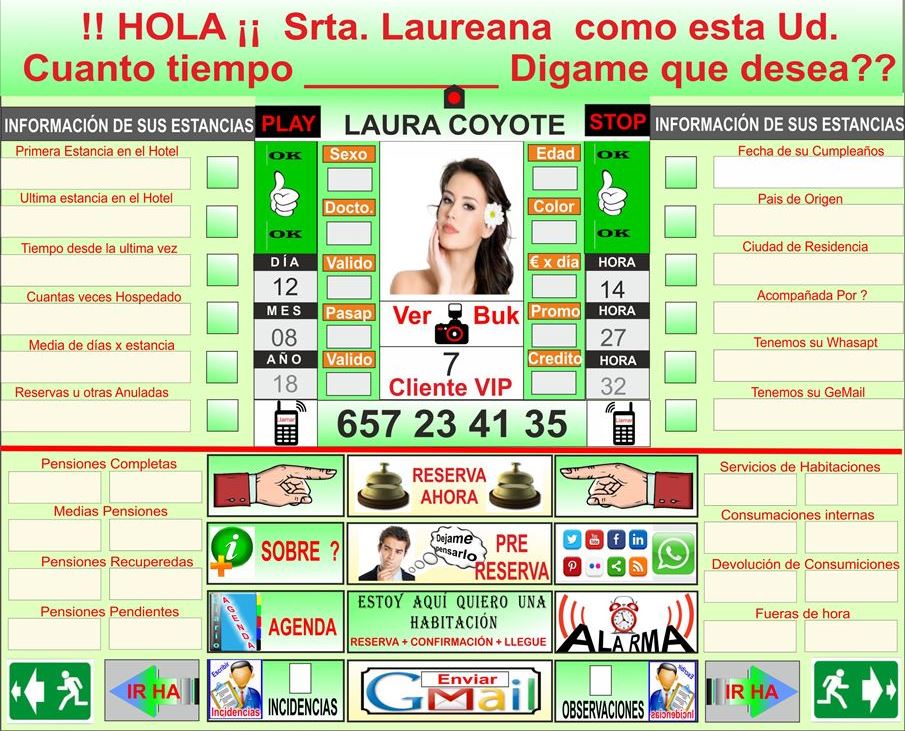 !! HOLA ¡¡ Srta. Laureana como esta Ud.
Cuanto tiempo __________ Digame que desea??
INFORMACIÓN DE SUS ESTANCIAS
PLAY
LAURA COYOTE
STOP
INFORMACIÓN DE SUS ESTANCIAS
Primera Estancia en el Hotel
Ultima estancia en el Hotel
Tiempo desde la ultima vez
Cuantas veces Hospedado
Media de días x estancia
Reservas u otras Anuladas
OK
OK
DÍA
12
MES
08
AÑO
18
Llamar
Sexo
Docto.
Valido
Pasap
Valido
Ver Buk
7
Cliente VIP
657 23 41 35
Edad
Color
€ x día
Promo
Credito
OK
OK
HORA
14
HORA
27
HORA
32
Llamar
Fecha de su Cumpleaños
Pais de Origen
Ciudad de Residencia
Acompañada Por ?
Tenemos su Whasapt
Tenemos su GeMail
Pensiones Completas
Medias Pensiones
Pensiones Recuperedas
Pensiones Pendientes
RESERVA
AHORA
SOBRE ?
Dejame
pensarlo
PRE
RESERVA
AGENDA
AGENDA
ESTOY AQUÍ QUIERO UNA
HABITACIÓN
RESERVA + CONFIRMACIÓN + LLEGUE
ALARMA
Servicios de Habitaciones
Consumaciones internas
Devolución de Consumiciones
Fueras de hora
IR HA
Escribir
Incidencias
INCIDENCIAS
Enviar
GMail
OBSERVACIONES
Escribir
Incidencias
IR HA